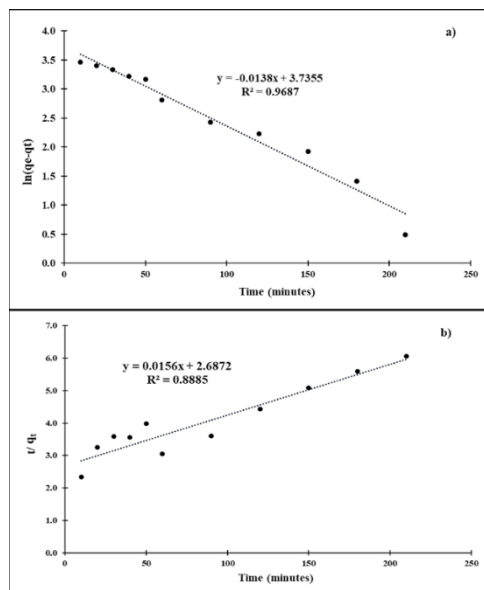 a)
4.0
3.5
3.0
2.5
2.0
1.5
1.0
0.5
0.0
ln(qe-qt)
y = -0.0138x + 3.7355
R² = 0.9687
0 50 100 150 200 250
Time (minutes)
b)
7.0
6.0
5.0
4.0
3.0
2.0
1.0
0.0
t/ qt
y = 0.0156x + 2.6872
R² = 0.8885
0 50 100 150 200 250
Time (minutes)